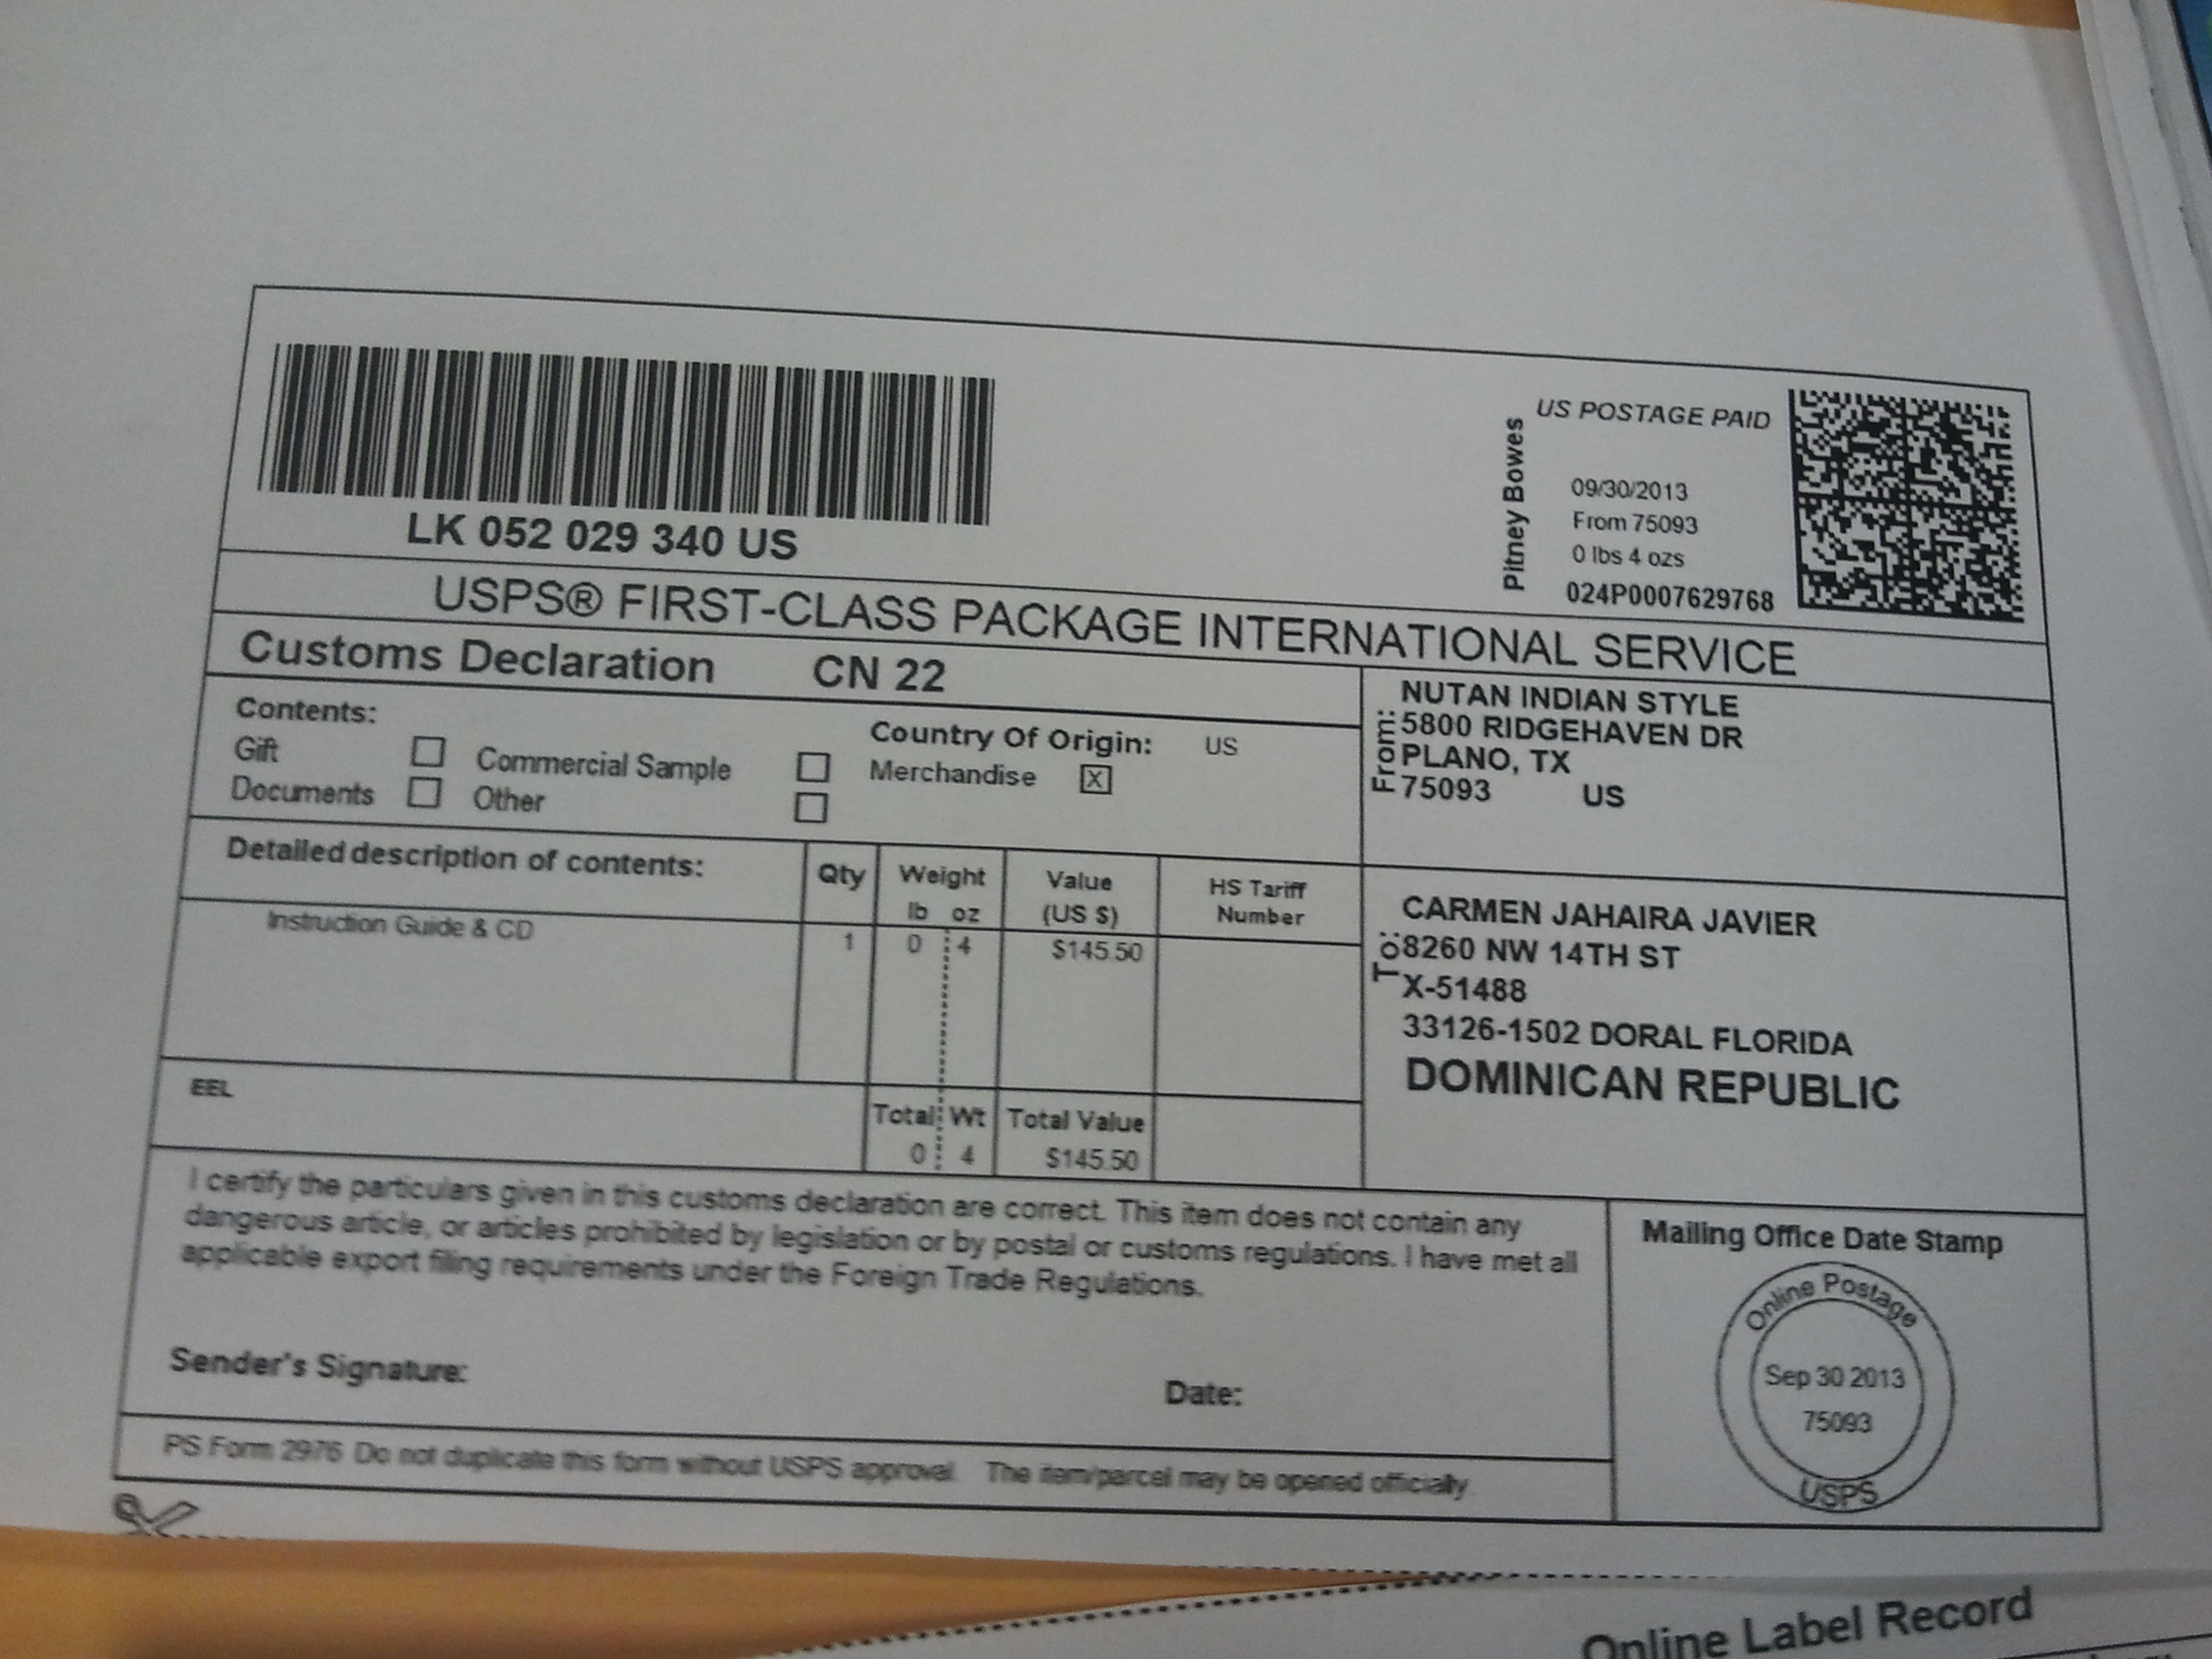 US POSTAGE PAID
Pitney Bowes
09/30/2013
From 75093
0 lbs 4 ozs
024P0007629768
LK 052 029 340 US
USPS® FIRST-CLASS PACKAGE INTERNATIONAL SERVICE
Customs Declaration CN 22
Contents:
Country Of Origin: US
Gift Commercial Sample Merchandise X
Documents Other
From:
NUTAN INDIAN STYLE
5800 RIDGEHAVEN DR
PLANO, TX
75093 US
Detailed description of contents: Qty Weight Value HS Tariff
lb oz (US $) Number
Instruction Guide & CD 1 0 4 $145.50
To:
CARMEN JAHAIRA JAVIER
8260 NW 14TH ST
X-51488
33126-1502 DORAL FLORIDA
DOMINICAN REPUBLIC
EEL
Total Wt Total Value
0 4 $145.50
I certify the particulars given in this customs declaration are correct. This item does not contain any
dangerous article, or articles prohibited by legislation or by postal or customs regulations. I have met all
applicable export filing requirements under the Foreign Trade Regulations.
Sender's Signature: Date:
Mailing Office Date Stamp
Online Postage
Sep 30 2013
75093
USPS
PS Form 2976 Do not duplicate this form without USPS approval. The item/parcel may be opened officially.
Online Label Record